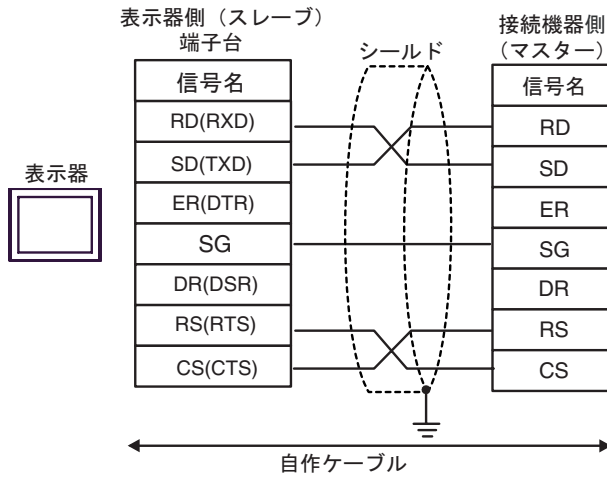 表示器側（スレーブ）
端子台
接続機器側
（マスター）
シールド
表示器
信号名
RD(RXD)
SD(TXD)
ER(DTR)
SG
DR(DSR)
RS(RTS)
CS(CTS)
信号名
RD
SD
ER
SG
DR
RS
CS
自作ケーブル